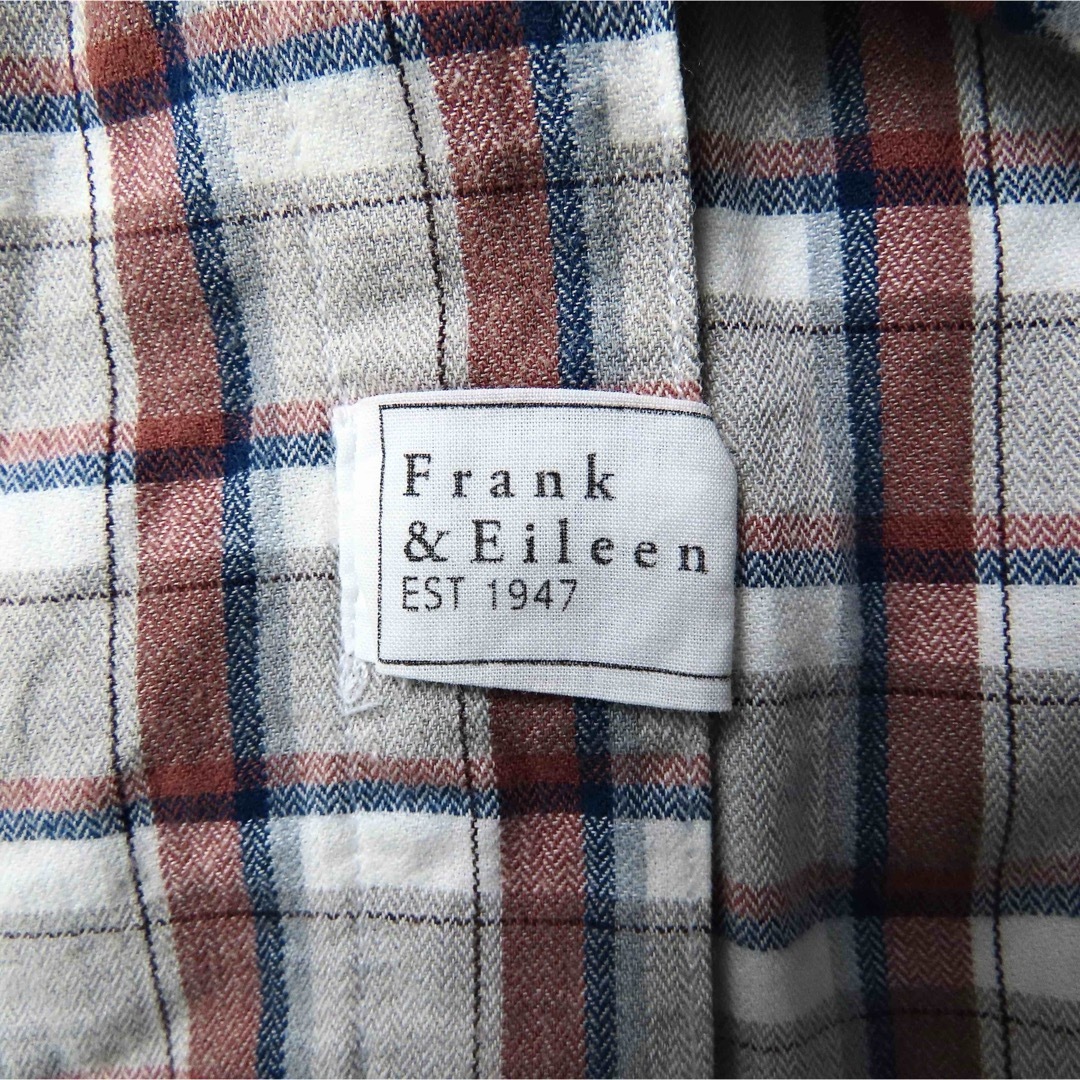 Frank
& Eileen
EST 1947